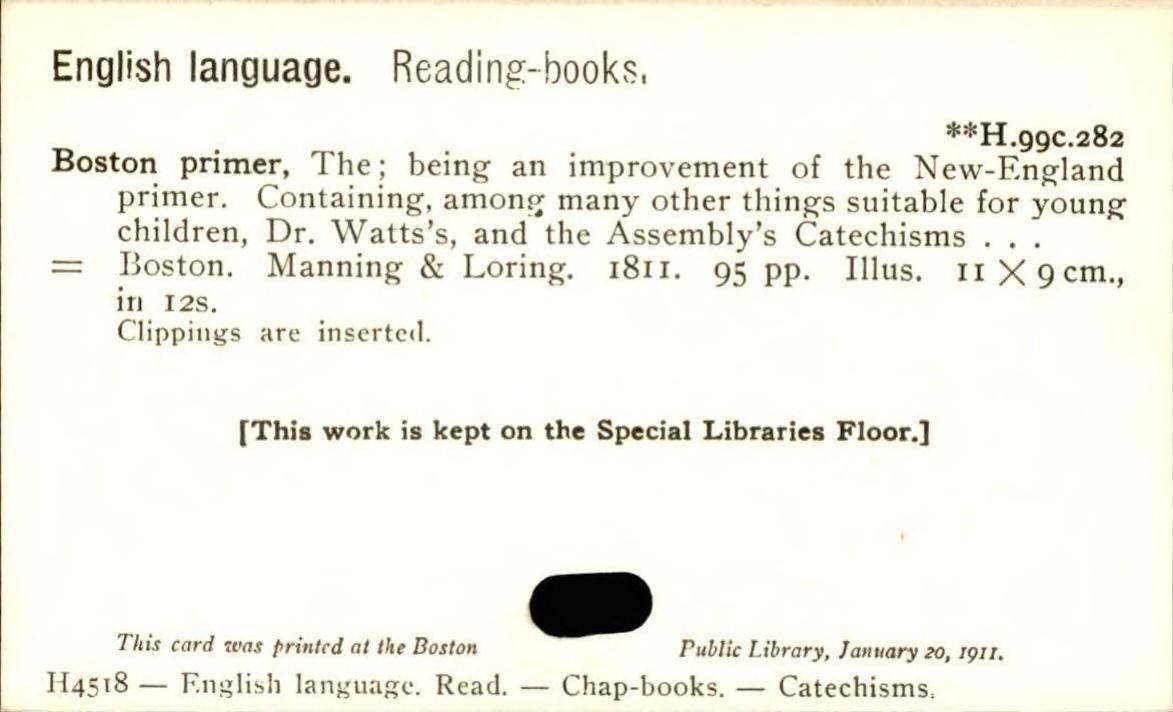 English language. Reading-books.
**H.99c.282
Boston primer, The; being an improvement of the New-England
primer. Containing, among many other things suitable for young
children, Dr. Watts's, and the Assembly's Catechisms . . .
= Boston. Manning & Loring. 1811. 95 pp. Illus. 11 X 9 cm.,
in 12s.
Clippings are inserted.
[This work is kept on the Special Libraries Floor.]
This card was printed at the Boston Public Library, January 20, 1911.
H4518 — English language. Read. — Chap-books. — Catechisms.